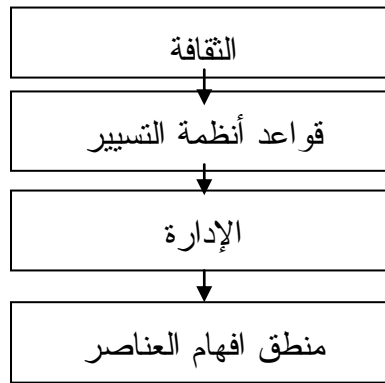 الثقافة
قواعد أنظمة التسيير
الإدارة
منطق افهام العناصر